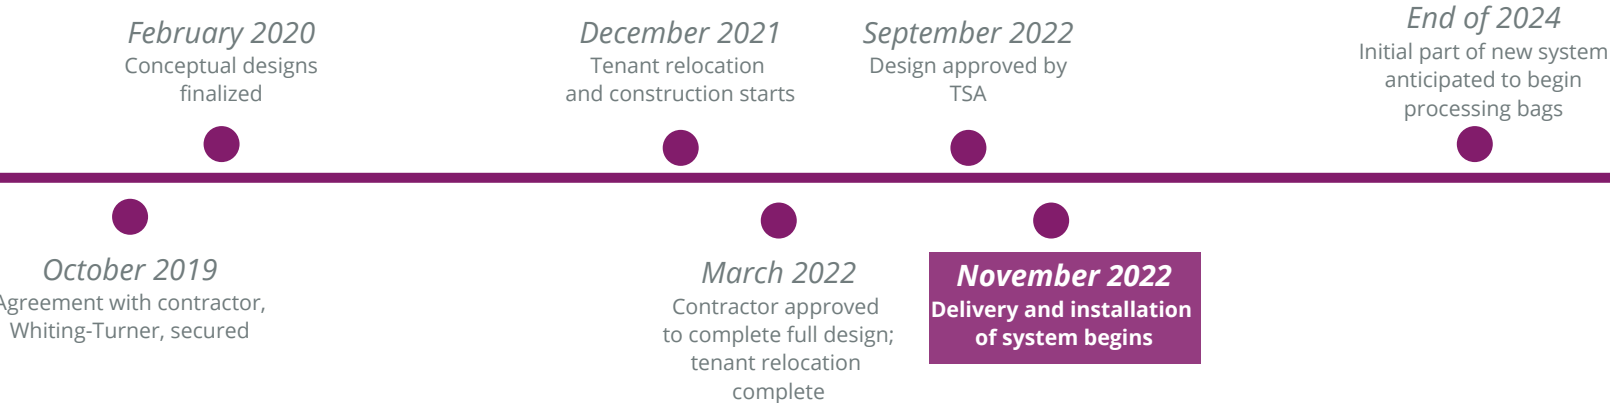 February 2020
Conceptual designs
finalized
December 2021
Tenant relocation
and construction starts
September 2022
Design approved by
TSA
End of 2024
Initial part of new system
anticipated to begin
processing bags
October 2019
Agreement with contractor,
Whiting-Turner, secured
March 2022
Contractor approved
to complete full design;
tenant relocation
complete
November 2022
Delivery and installation
of system begins